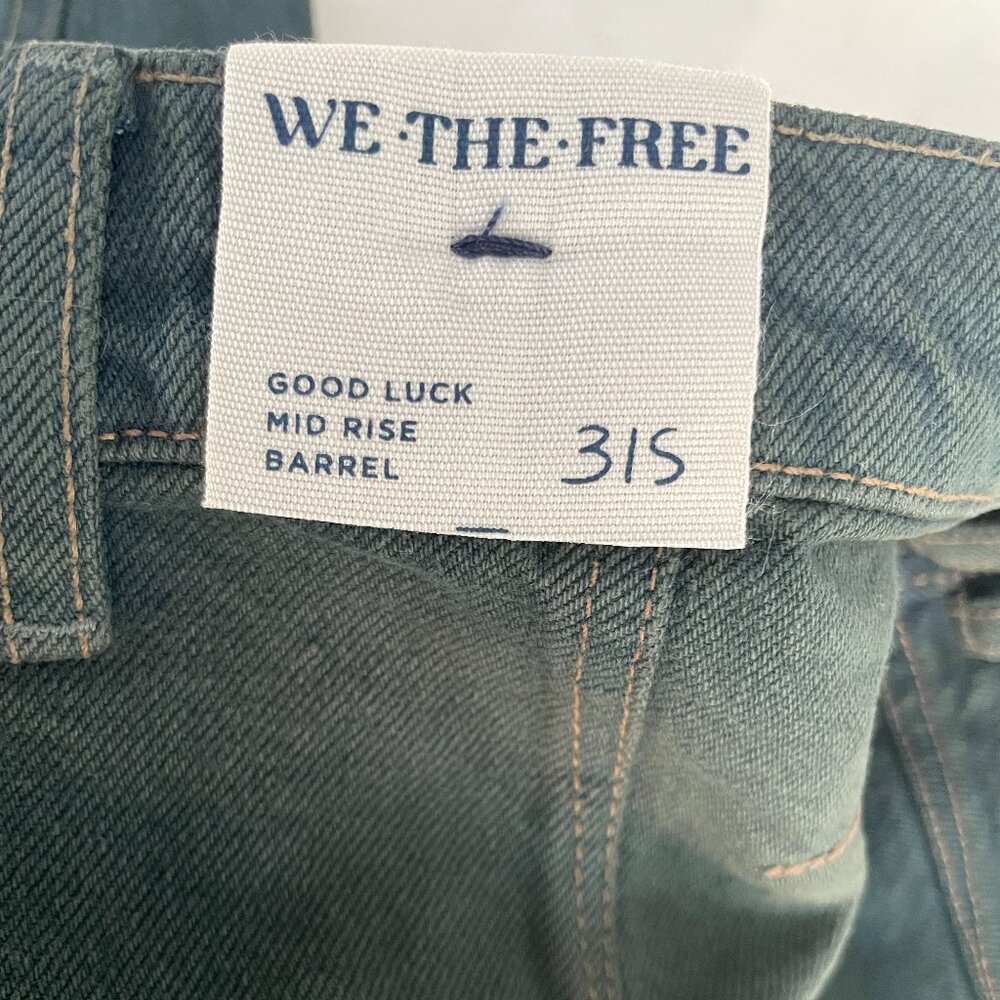 WE·THE·FREE
GOOD LUCK
MID RISE
BARREL
31S